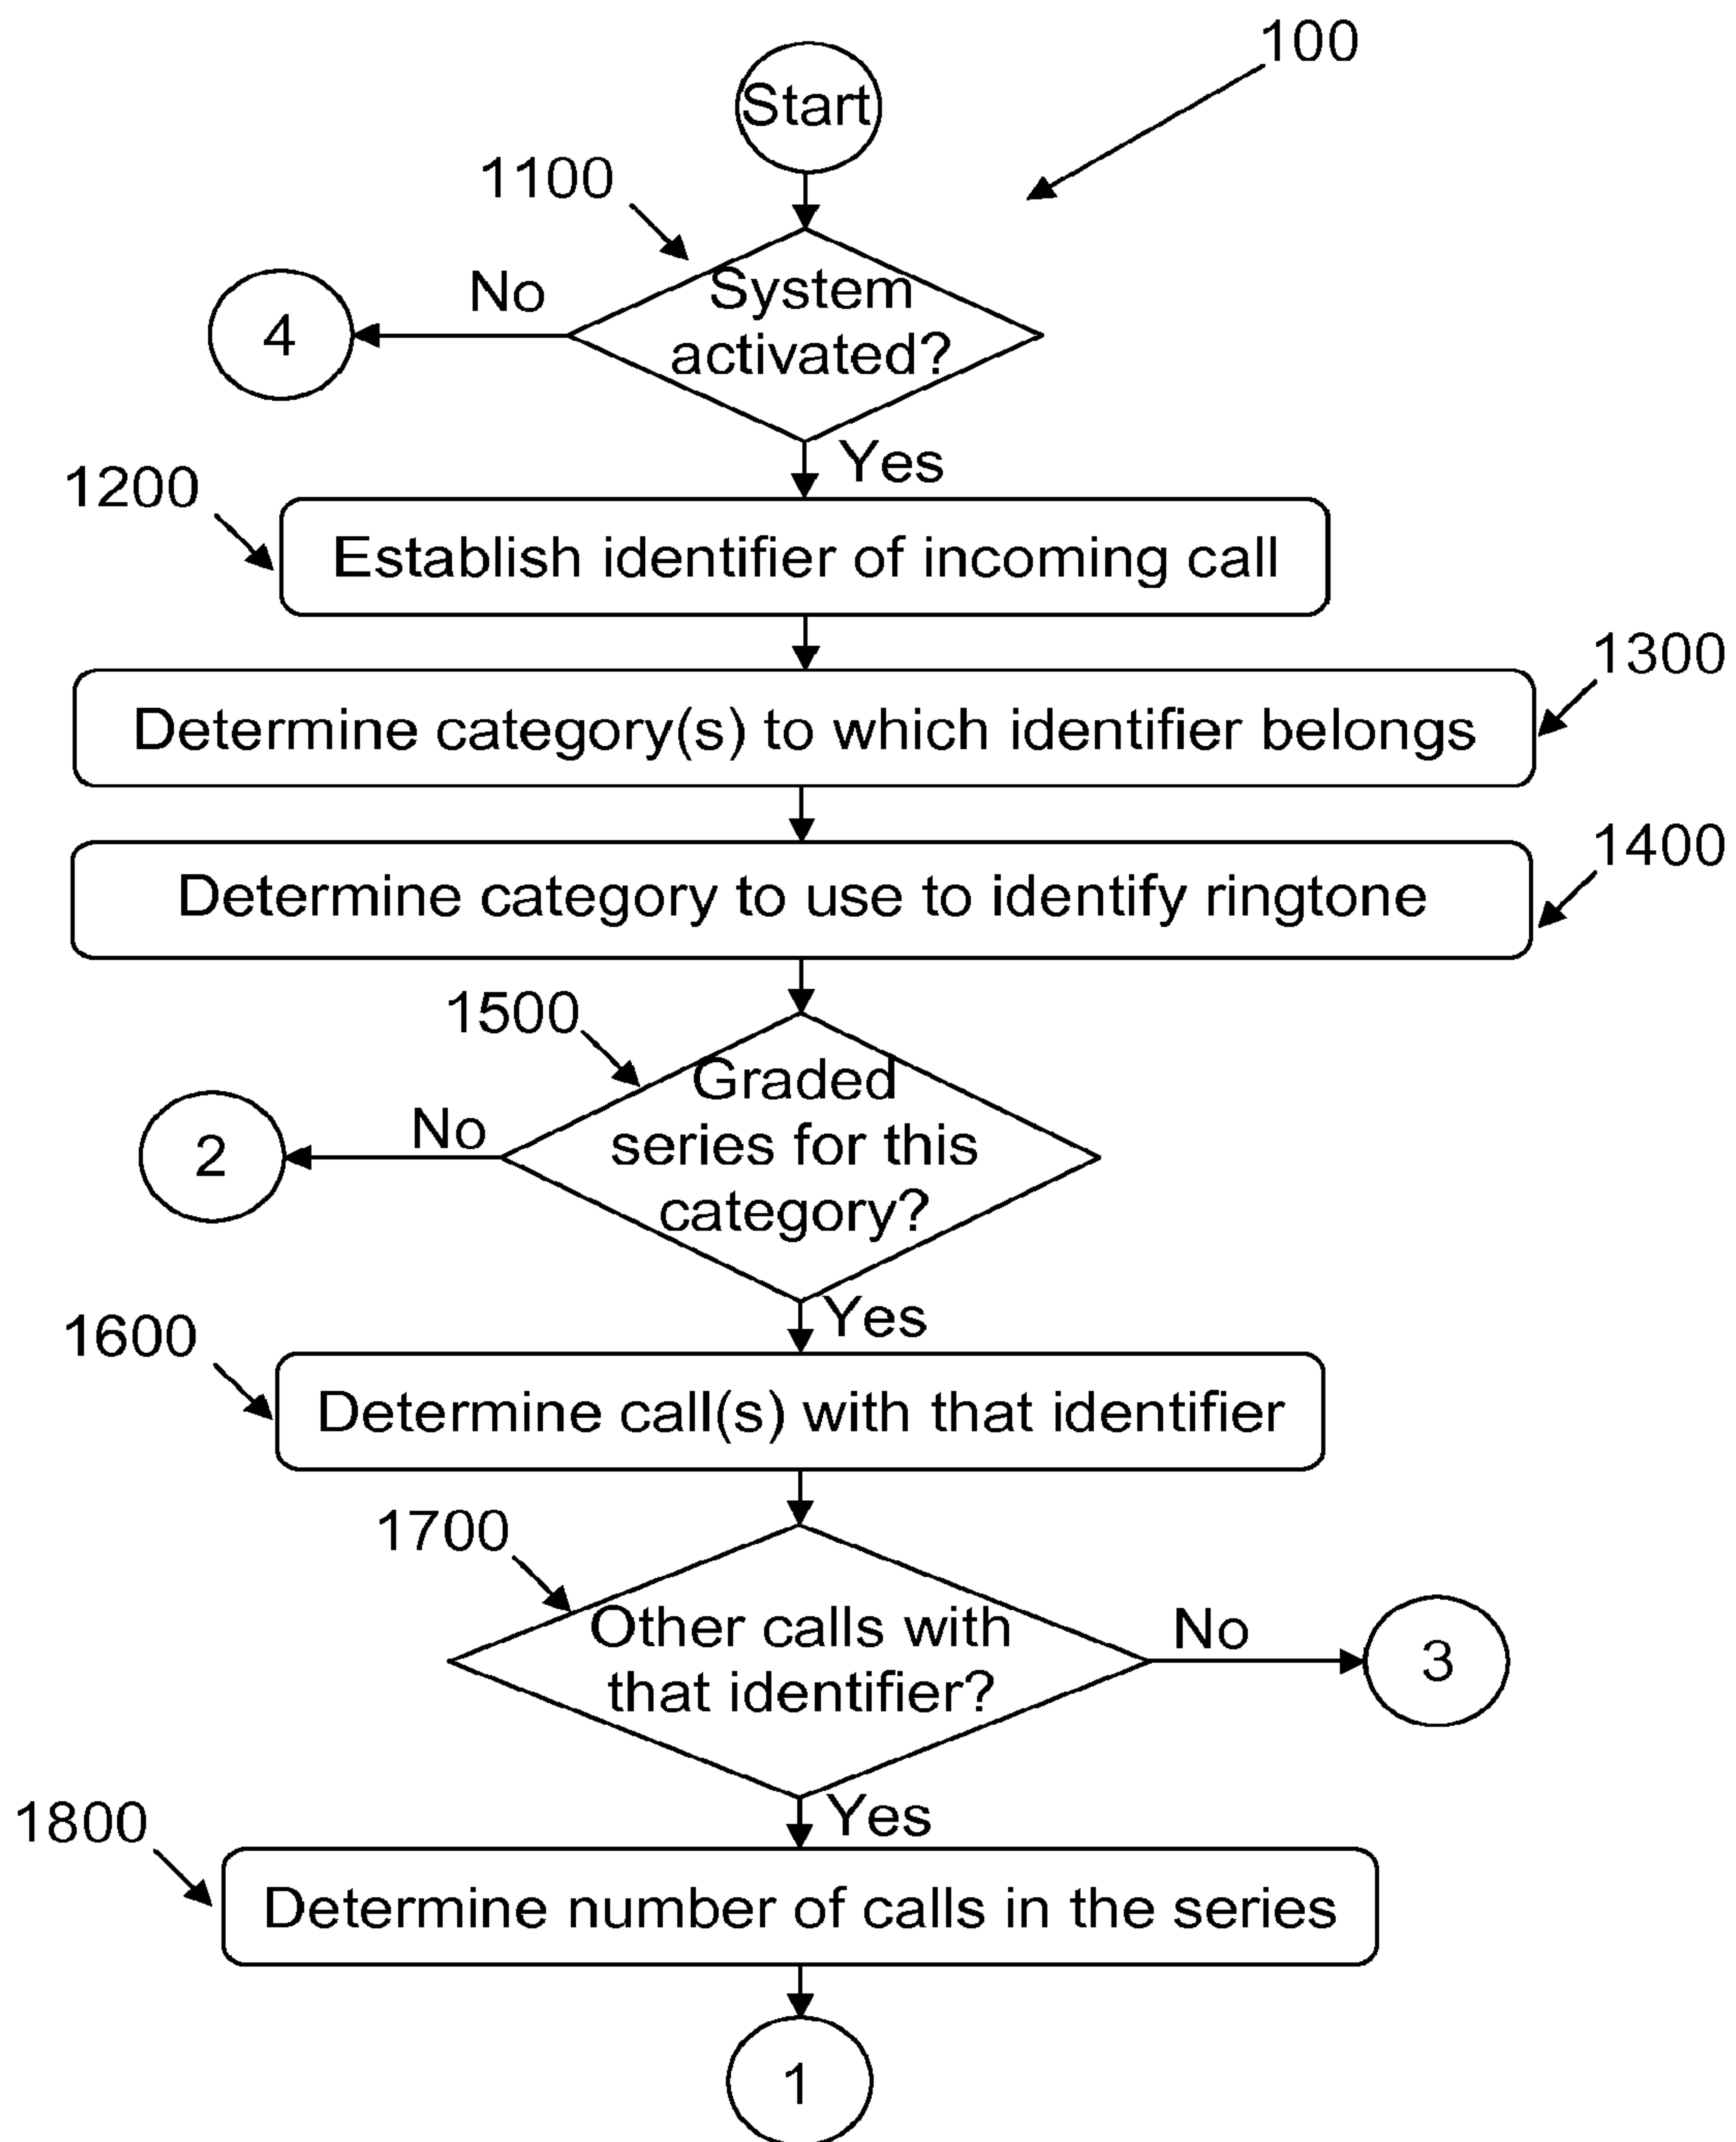 100
Start
1100
System
activated?
No
4
Yes
1200
Establish identifier of incoming call
1300
Determine category(s) to which identifier belongs
1400
Determine category to use to identify ringtone
1500
Graded
series for this
category?
No
2
Yes
1600
Determine call(s) with that identifier
1700
Other calls with
that identifier?
No
3
Yes
1800
Determine number of calls in the series
1